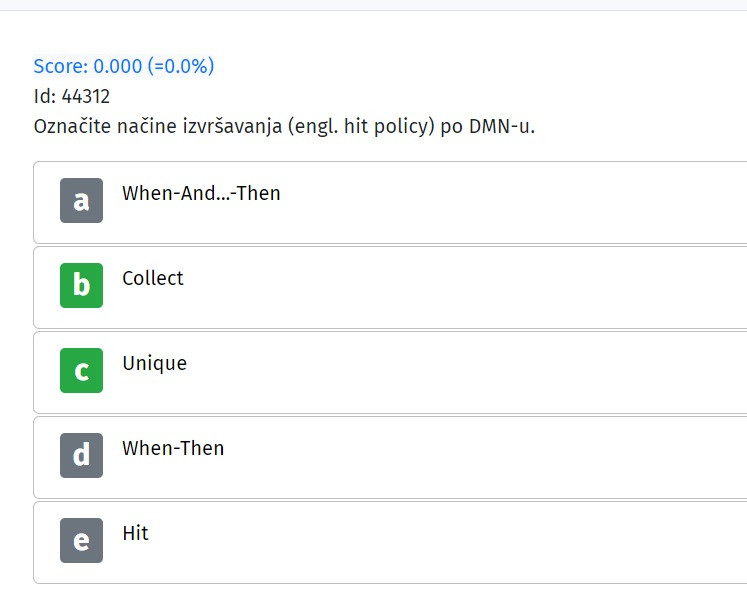 Score: 0.000 (=0.0%)
Id: 44312
Označite načine izvršavanja (engl. hit policy) po DMN-u.
a When-And...-Then
b Collect
c Unique
d When-Then
e Hit